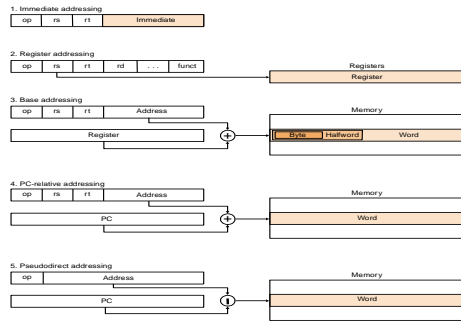 1. Immediate addressing
op rs rt Immediate
2. Register addressing
op rs rt rd . . . funct
Registers
Register
3. Base addressing
op rs rt Address
Memory
Register
+
Byte Halfword Word
4. PC-relative addressing
op rs rt Address
Memory
PC
+
Word
5. Pseudodirect addressing
op Address
Memory
PC
Word